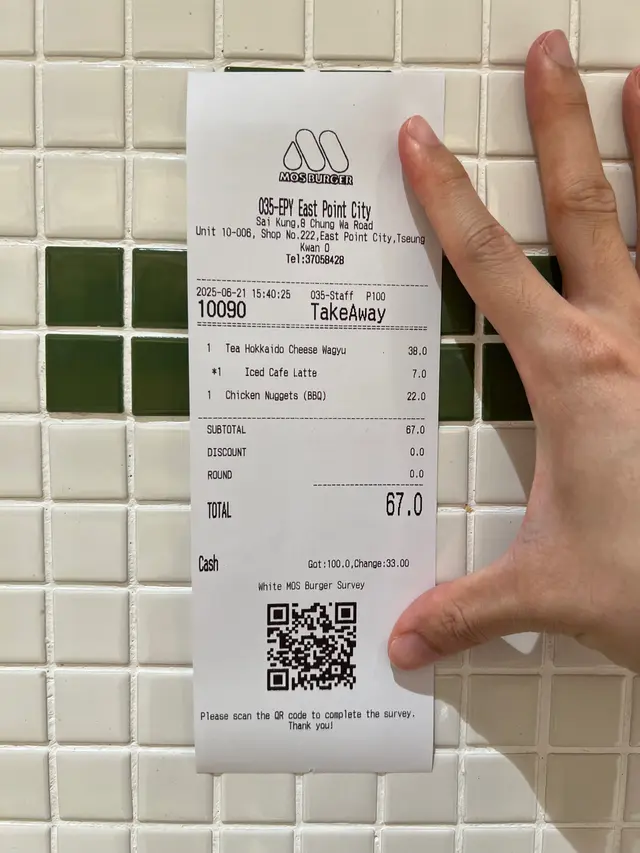 MOS BURGER
035-EPY East Point City
Sai Kung,8 Chung Wa Road
Unit 10-006, Shop No.222,East Point City,Tseung
Kwan O
Tel:37058428
2025-06-21 15:40:25 035-Staff P100
10090 TakeAway
1 Tea Hokkaido Cheese Wagyu 38.0
*1 Iced Cafe Latte 7.0
1 Chicken Nuggets (BBQ) 22.0
SUBTOTAL 67.0
DISCOUNT 0.0
ROUND 0.0
TOTAL 67.0
Cash Got:100.0,Change:33.00
White MOS Burger Survey
Please scan the QR code to complete the survey.
Thank you!